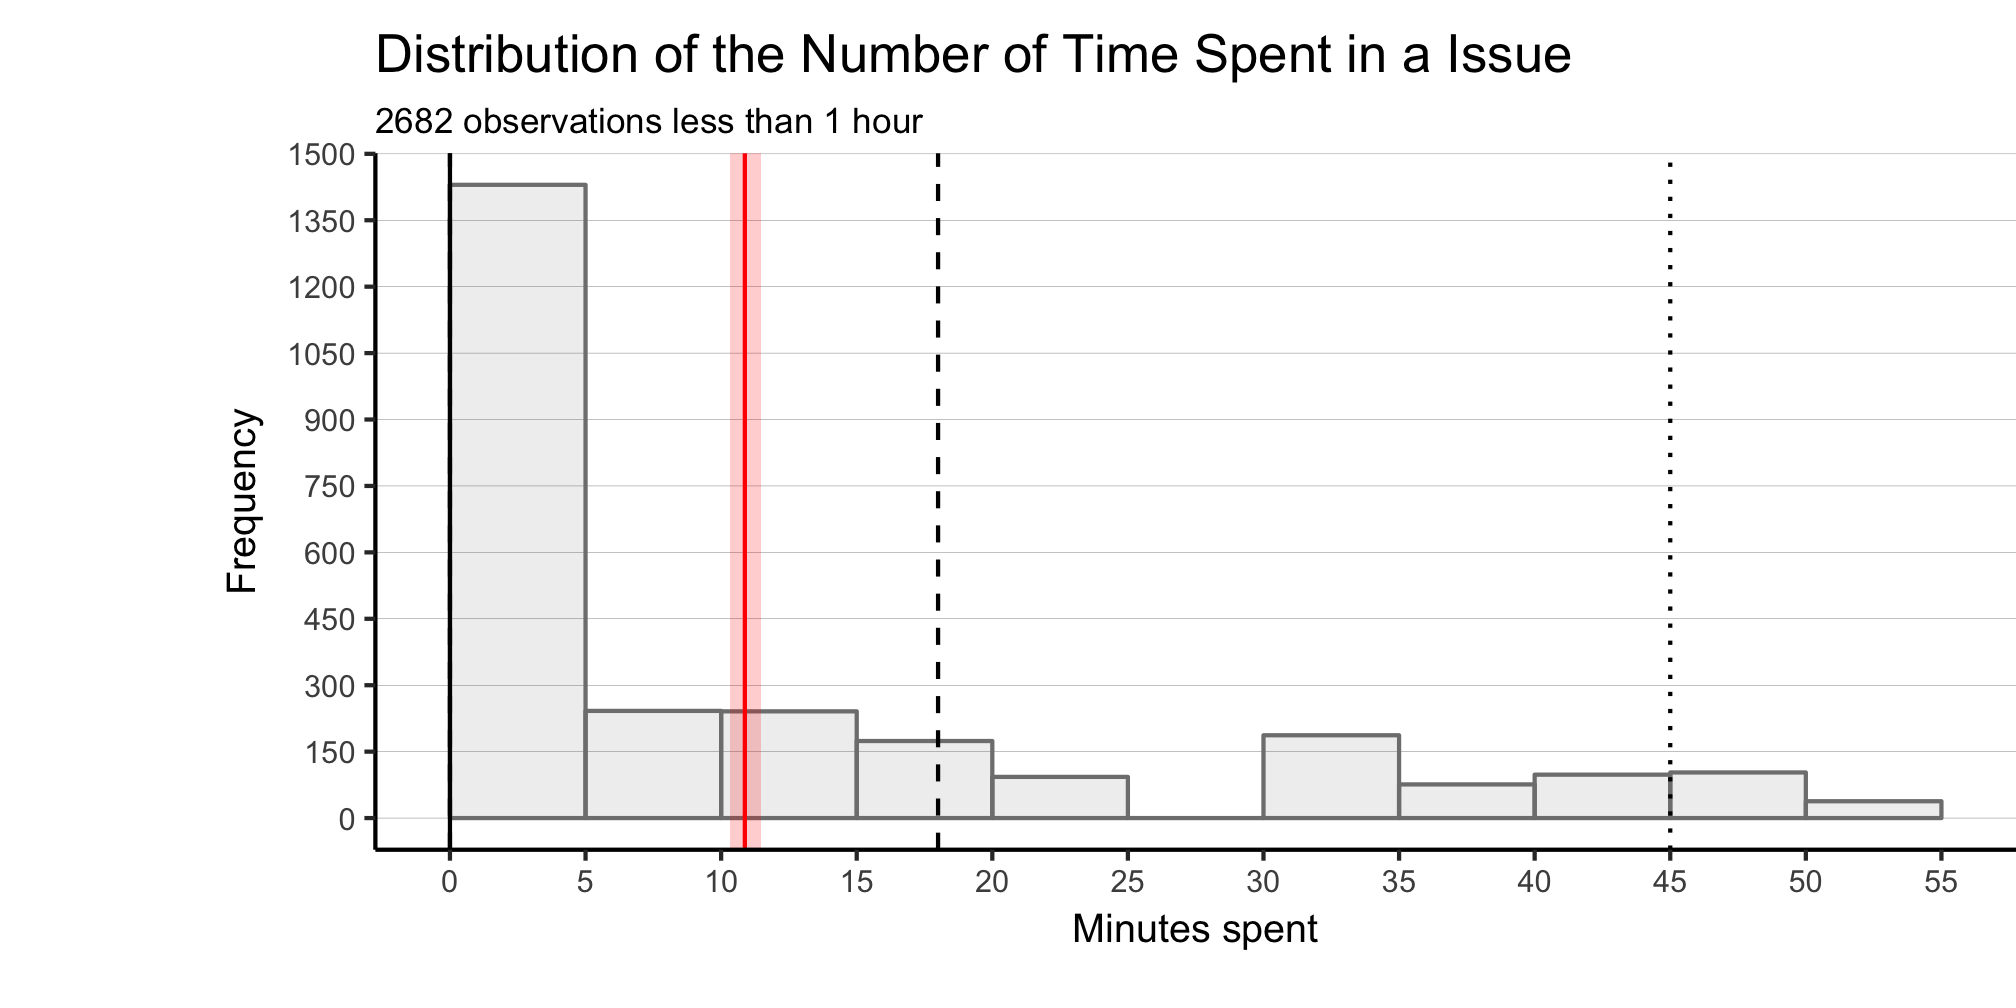 Distribution of the Number of Time Spent in a Issue
2682 observations less than 1 hour
1500
1350
1200
1050
900
750
600
450
300
150
0
Frequency
0 5 10 15 20 25 30 35 40 45 50 55
Minutes spent